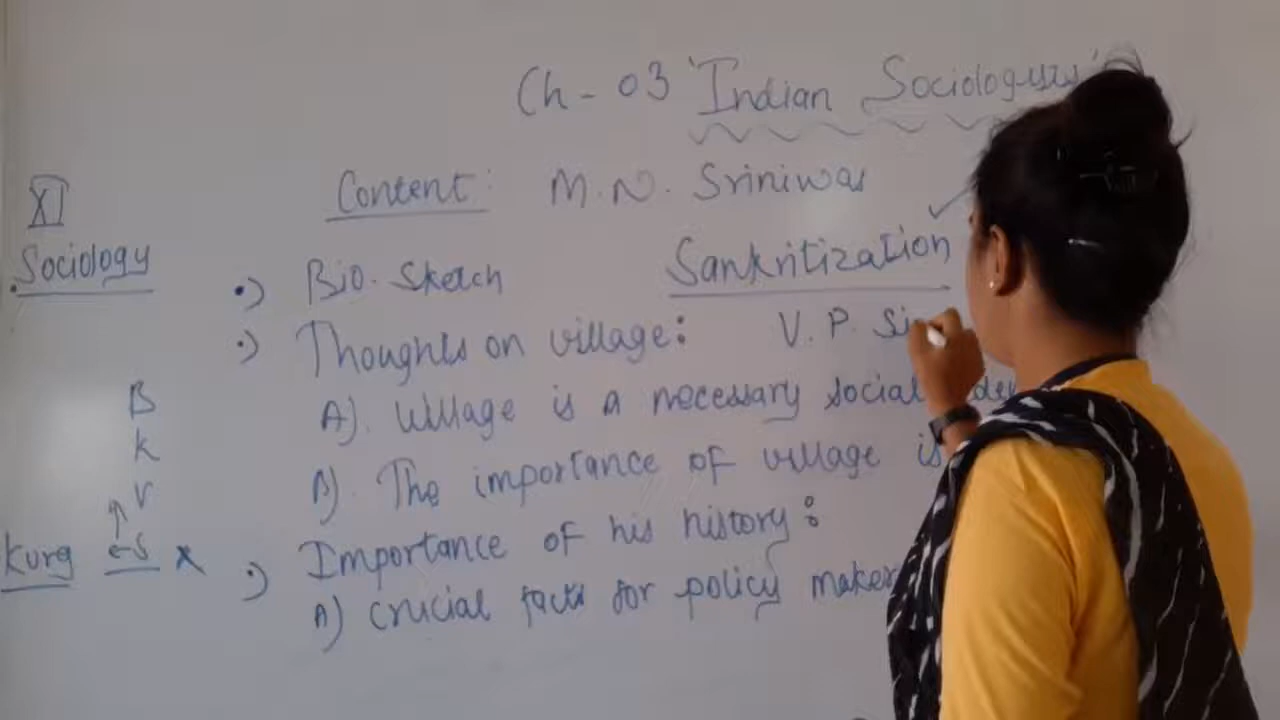 Ch - 03 'Indian Sociologists'
XI
Sociology
Content: M.N. Sriniwas
Sankritization
•) Bio. Sketch
•) Thoughts on village:
V. P. Si
A). Village is a necessary social
B). The importance of village is
•) Importance of his history:
A) Crucial facts for policy maker
B
K
V
Kurg S x